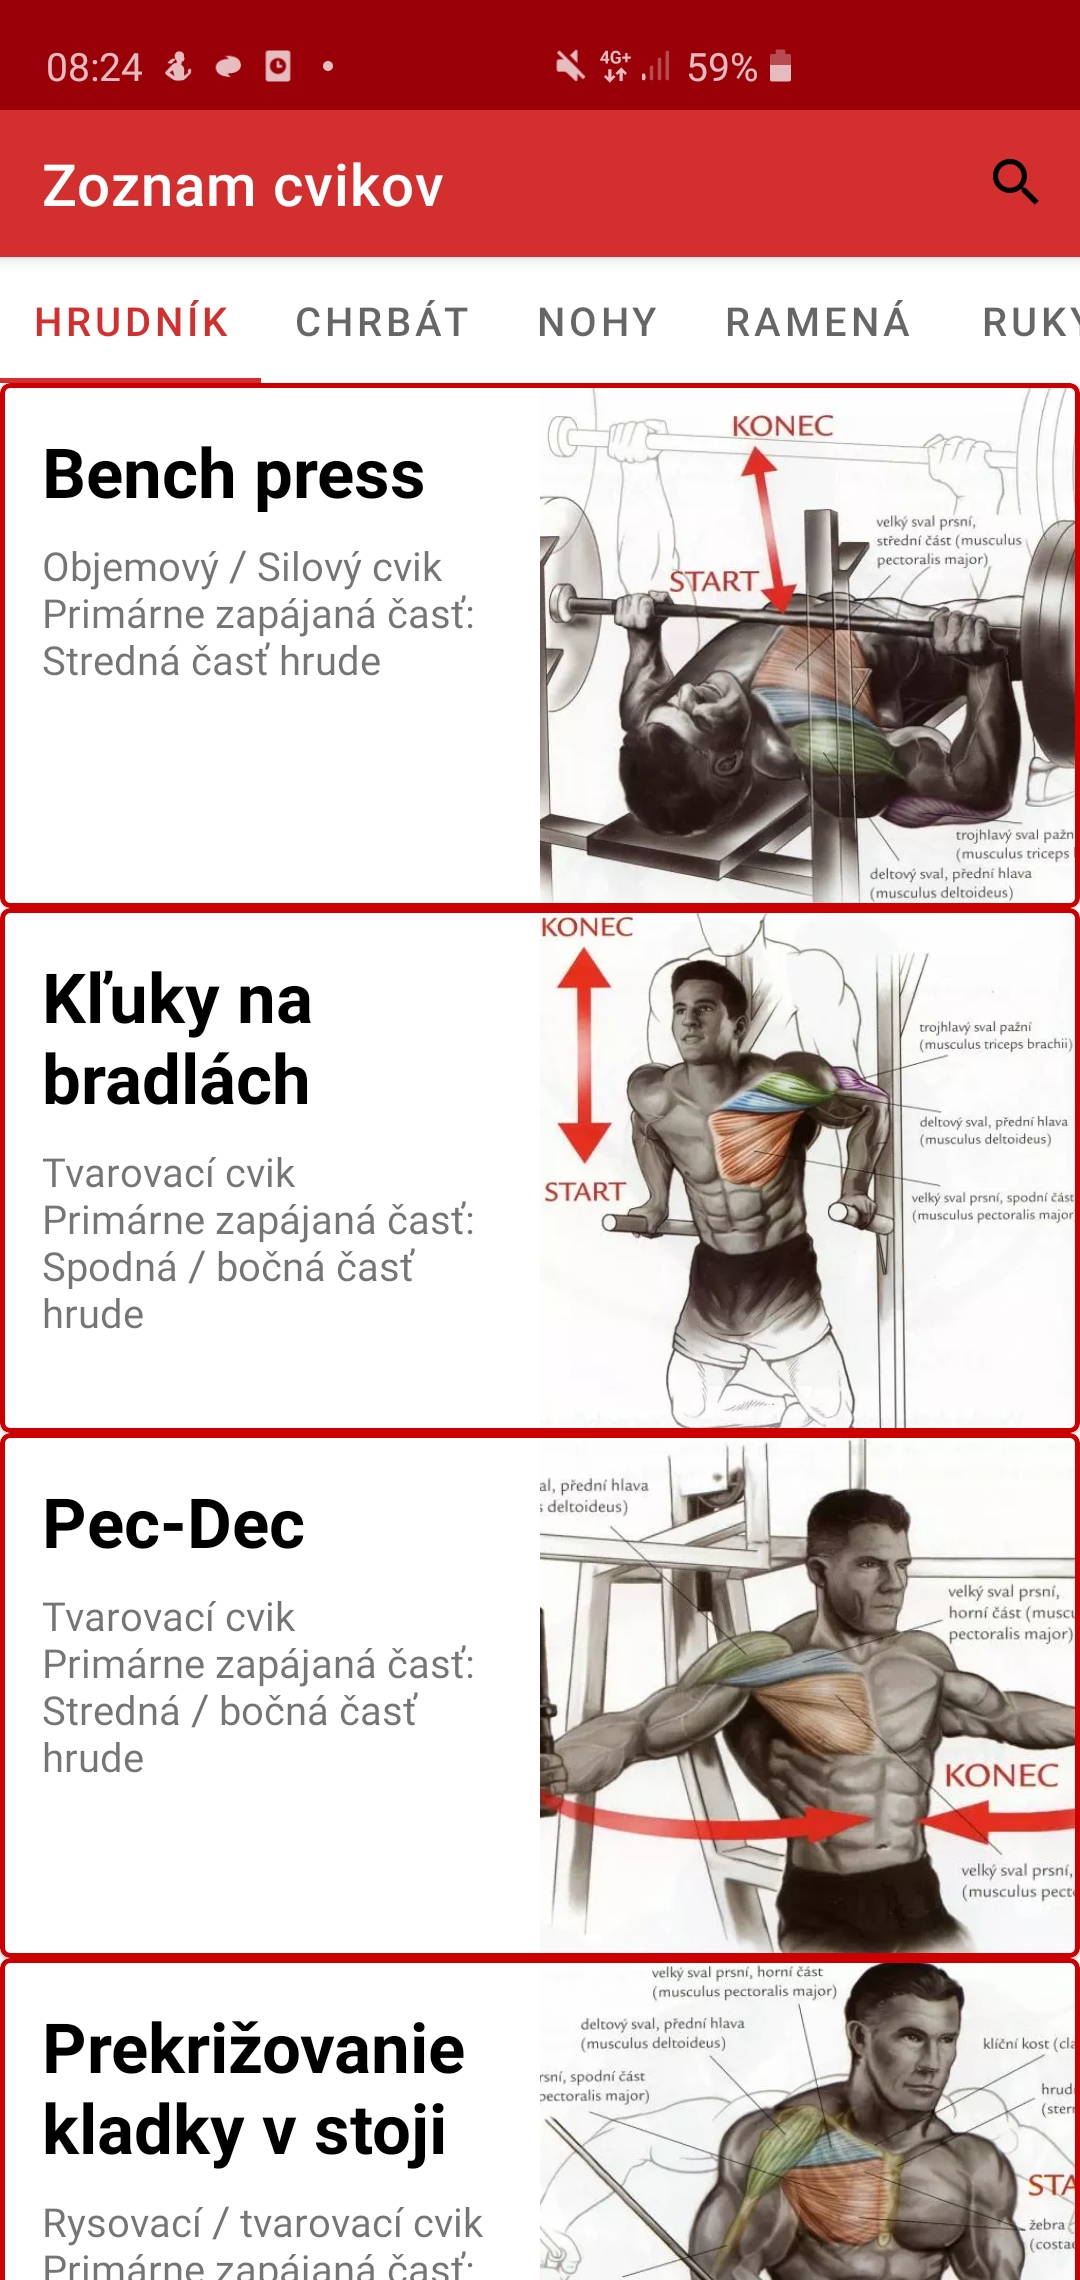 08:24
4G+
59%
Zoznam cvikov
HRUDNÍK CHRBÁT NOHY RAMENÁ RUKY
Bench press
Objemový / Silový cvik
Primárne zapájaná časť:
Stredná časť hrude
KONEC
START
velký sval prsní,
střední část (musculus
pectoralis major)
trojhlavý sval pažn
(musculus triceps
deltový sval, přední hlava
(musculus deltoideus)
Kľuky na
bradlách
Tvarovací cvik
Primárne zapájaná časť:
Spodná / bočná časť
hrude
KONEC
START
trojhlavý sval pažní
(musculus triceps brachii)
deltový sval, přední hlava
(musculus deltoideus)
velký sval prsní, spodní část
(musculus pectoralis major
Pec-Dec
Tvarovací cvik
Primárne zapájaná časť:
Stredná / bočná časť
hrude
al, přední hlava
deltoideus)
velký sval prsní,
horní část (muscu
pectoralis major)
KONEC
velký sval prsní,
(musculus pect
Prekrižovanie
kladky v stoji
Rysovací / tvarovací cvik
Primárne zapájaná časť:
velký sval prsní, horní část
(musculus pectoralis major)
deltový sval, přední hlava
(musculus deltoideus)
rsní, spodní část
pectoralis major)
klíční kost (cla
hrud
(ster
STA
žebra
(costae